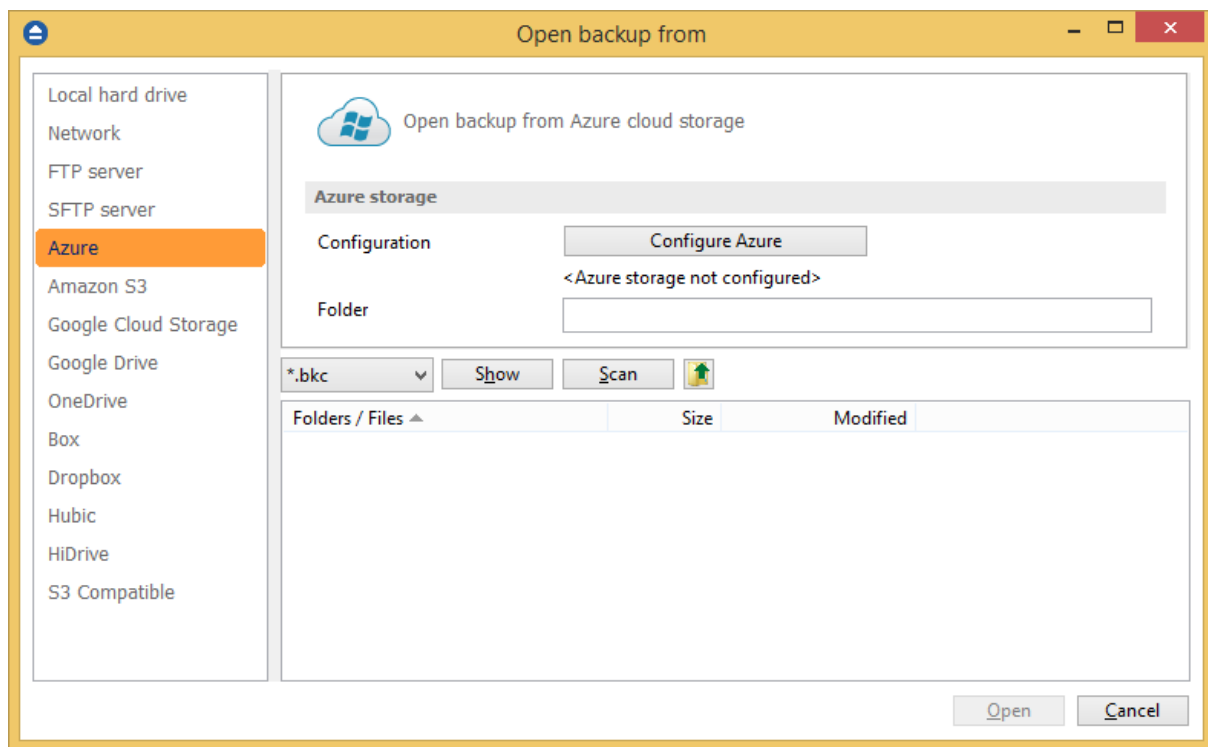 Open backup from
Local hard drive
Network
FTP server
SFTP server
Azure
Amazon S3
Google Cloud Storage
Google Drive
OneDrive
Box
Dropbox
Hubic
HiDrive
S3 Compatible
Open backup from Azure cloud storage
Azure storage
Configuration
Configure Azure
<Azure storage not configured>
Folder
*.bkc
Show
Scan
Folders / Files
Size
Modified
Open
Cancel